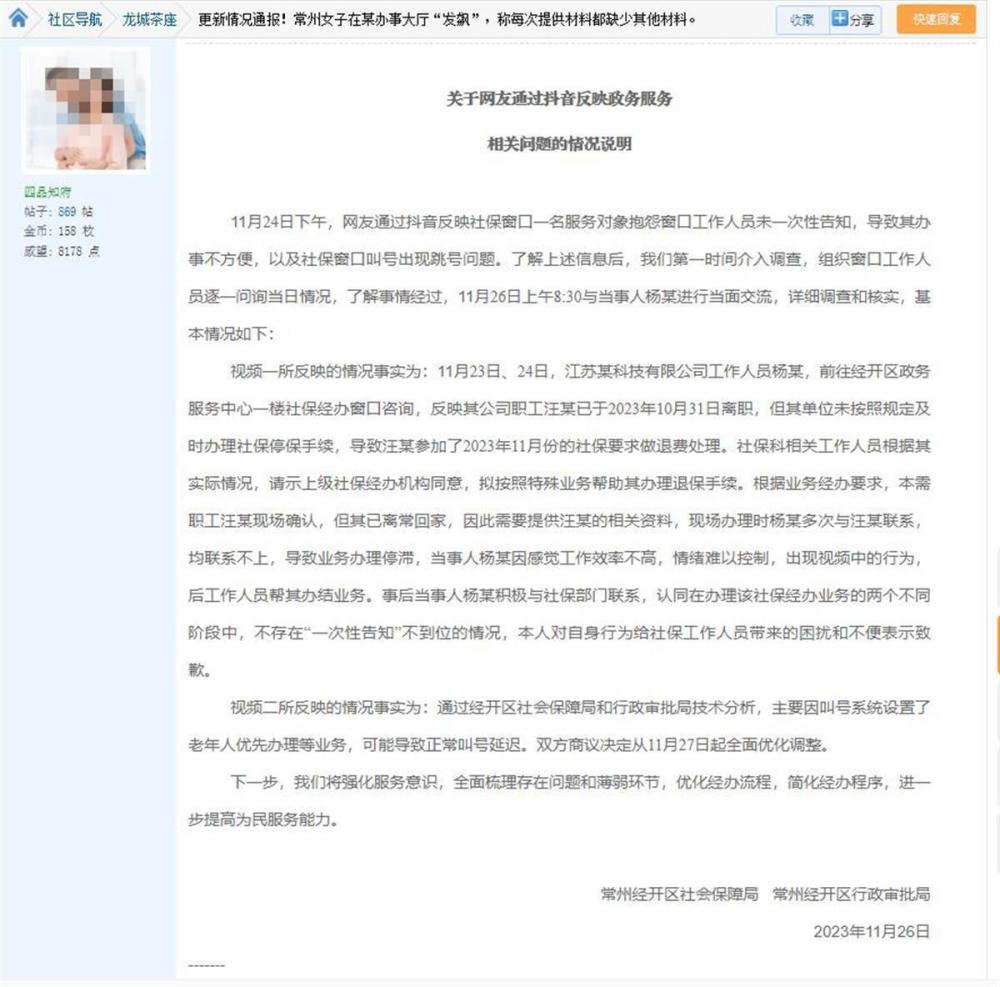 社区导航
龙城茶座
更新情况通报！常州女子在某办事大厅“发飙”，称每次提供材料都缺少其他材料。
收藏
分享
快速回复
四品知府
帖子：869 帖
金币：158 枚
威望：8178 点
关于网友通过抖音反映政务服务
相关问题的情况说明
11月24日下午，网友通过抖音反映社保窗口一名服务对象抱怨窗口工作人员未一次性告知，导致其办
事不方便，以及社保窗口叫号出现跳号问题。了解上述信息后，我们第一时间介入调查，组织窗口工作人
员逐一问询当日情况，了解事情经过，11月26日上午8:30与当事人杨某进行当面交流，详细调查和核实，基
本情况如下：
视频一所反映的情况事实为：11月23日、24日，江苏某科技有限公司工作人员杨某，前往经开区政务
服务中心一楼社保经办窗口咨询，反映其公司职工汪某已于2023年10月31日离职，但其单位未按照规定及
时办理社保停保手续，导致汪某参加了2023年11月份的社保要求做退费处理。社保科相关工作人员根据其
实际情况，请示上级社保经办机构同意，拟按照特殊业务帮助其办理退保手续。根据业务经办要求，本需
职工汪某现场确认，但其已离常回家，因此需要提供汪某的相关资料，现场办理时杨某多次与汪某联系，
均联系不上，导致业务办理停滞，当事人杨某因感觉工作效率不高，情绪难以控制，出现视频中的行为，
后工作人员帮其办结业务。事后当事人杨某积极与社保部门联系，认同在办理该社保经办业务的两个不同
阶段中，不存在“一次性告知”不到位的情况，本人对自身行为给社保工作人员带来的困扰和不便表示致
歉。
视频二所反映的情况事实为：通过经开区社会保障局和行政审批局技术分析，主要因叫号系统设置了
老年人优先办理等业务，可能导致正常叫号延迟。双方商议决定从11月27日起全面优化调整。
下一步，我们将强化服务意识，全面梳理存在问题和薄弱环节，优化经办流程，简化经办程序，进一
步提高为民服务能力。
常州经开区社会保障局 常州经开区行政审批局
2023年11月26日
-------